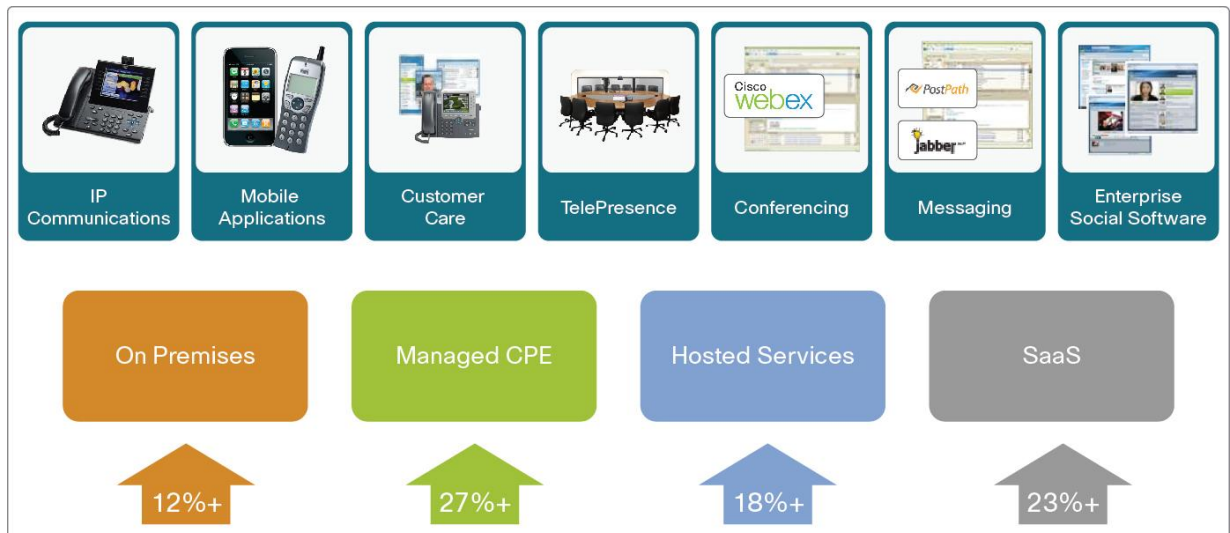 Cisco
webex
PostPath
jabber
IP
Communications
Mobile
Applications
Customer
Care
TelePresence
Conferencing
Messaging
Enterprise
Social Software
On Premises
Managed CPE
Hosted Services
SaaS
12%+
27%+
18%+
23%+